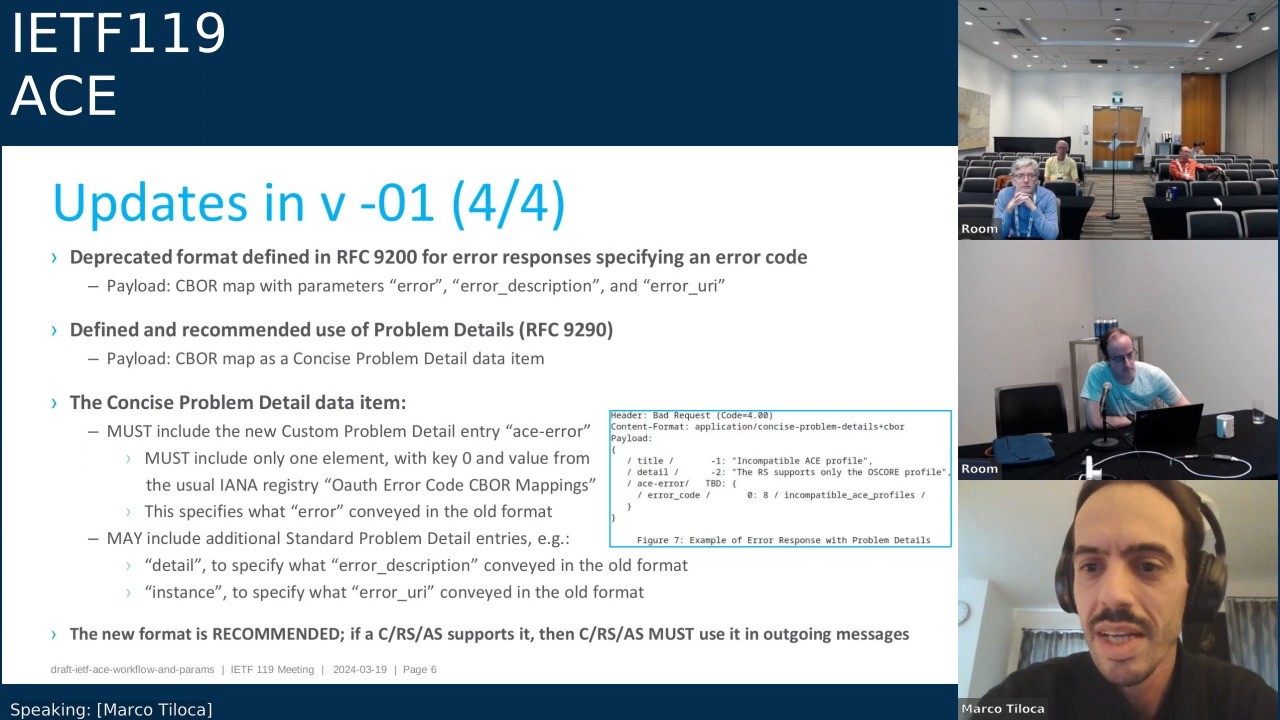 IETF119
ACE
Updates in v -01 (4/4)
› Deprecated format defined in RFC 9200 for error responses specifying an error code
– Payload: CBOR map with parameters “error”, “error_description”, and “error_uri”
› Defined and recommended use of Problem Details (RFC 9290)
– Payload: CBOR map as a Concise Problem Detail data item
› The Concise Problem Detail data item:
– MUST include the new Custom Problem Detail entry “ace-error”
› MUST include only one element, with key 0 and value from
the usual IANA registry “Oauth Error Code CBOR Mappings”
› This specifies what “error” conveyed in the old format
– MAY include additional Standard Problem Detail entries, e.g.:
› “detail”, to specify what “error_description” conveyed in the old format
› “instance”, to specify what “error_uri” conveyed in the old format
› The new format is RECOMMENDED; if a C/RS/AS supports it, then C/RS/AS MUST use it in outgoing messages
Header: Bad Request (Code=4.00)
Content-Format: application/concise-problem-details+cbor
Payload:
{
/ title / -1: "Incompatible ACE profile",
/ detail / -2: "The RS supports only the OSCORE profile",
/ ace-error/ TBD: {
/ error_code / 0: 8 / incompatible_ace_profiles /
}
}
Figure 7: Example of Error Response with Problem Details
draft-ietf-ace-workflow-and-params | IETF 119 Meeting | 2024-03-19 | Page 6
Speaking: [Marco Tiloca]
Room
Room
Marco Tiloca